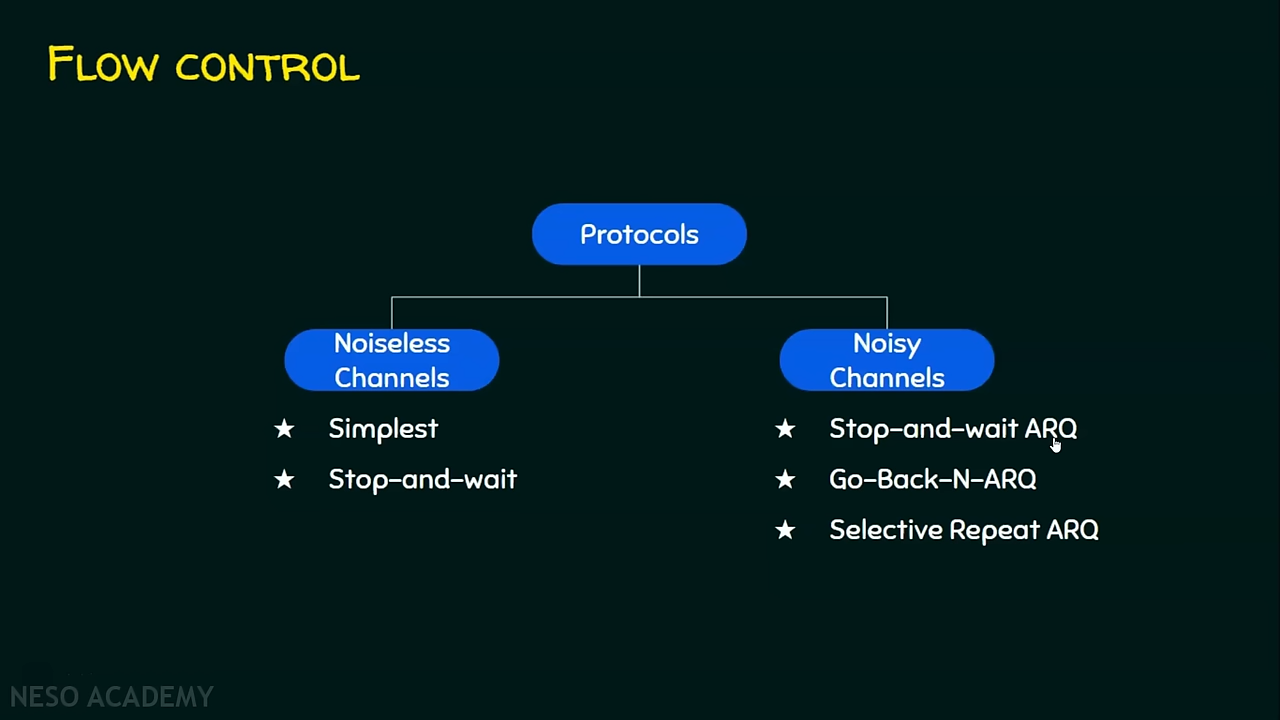 Flow control
Protocols
Noiseless
Channels
★ Simplest
★ Stop-and-wait
Noisy
Channels
★ Stop-and-wait ARQ
★ Go-Back-N-ARQ
★ Selective Repeat ARQ
NESO ACADEMY